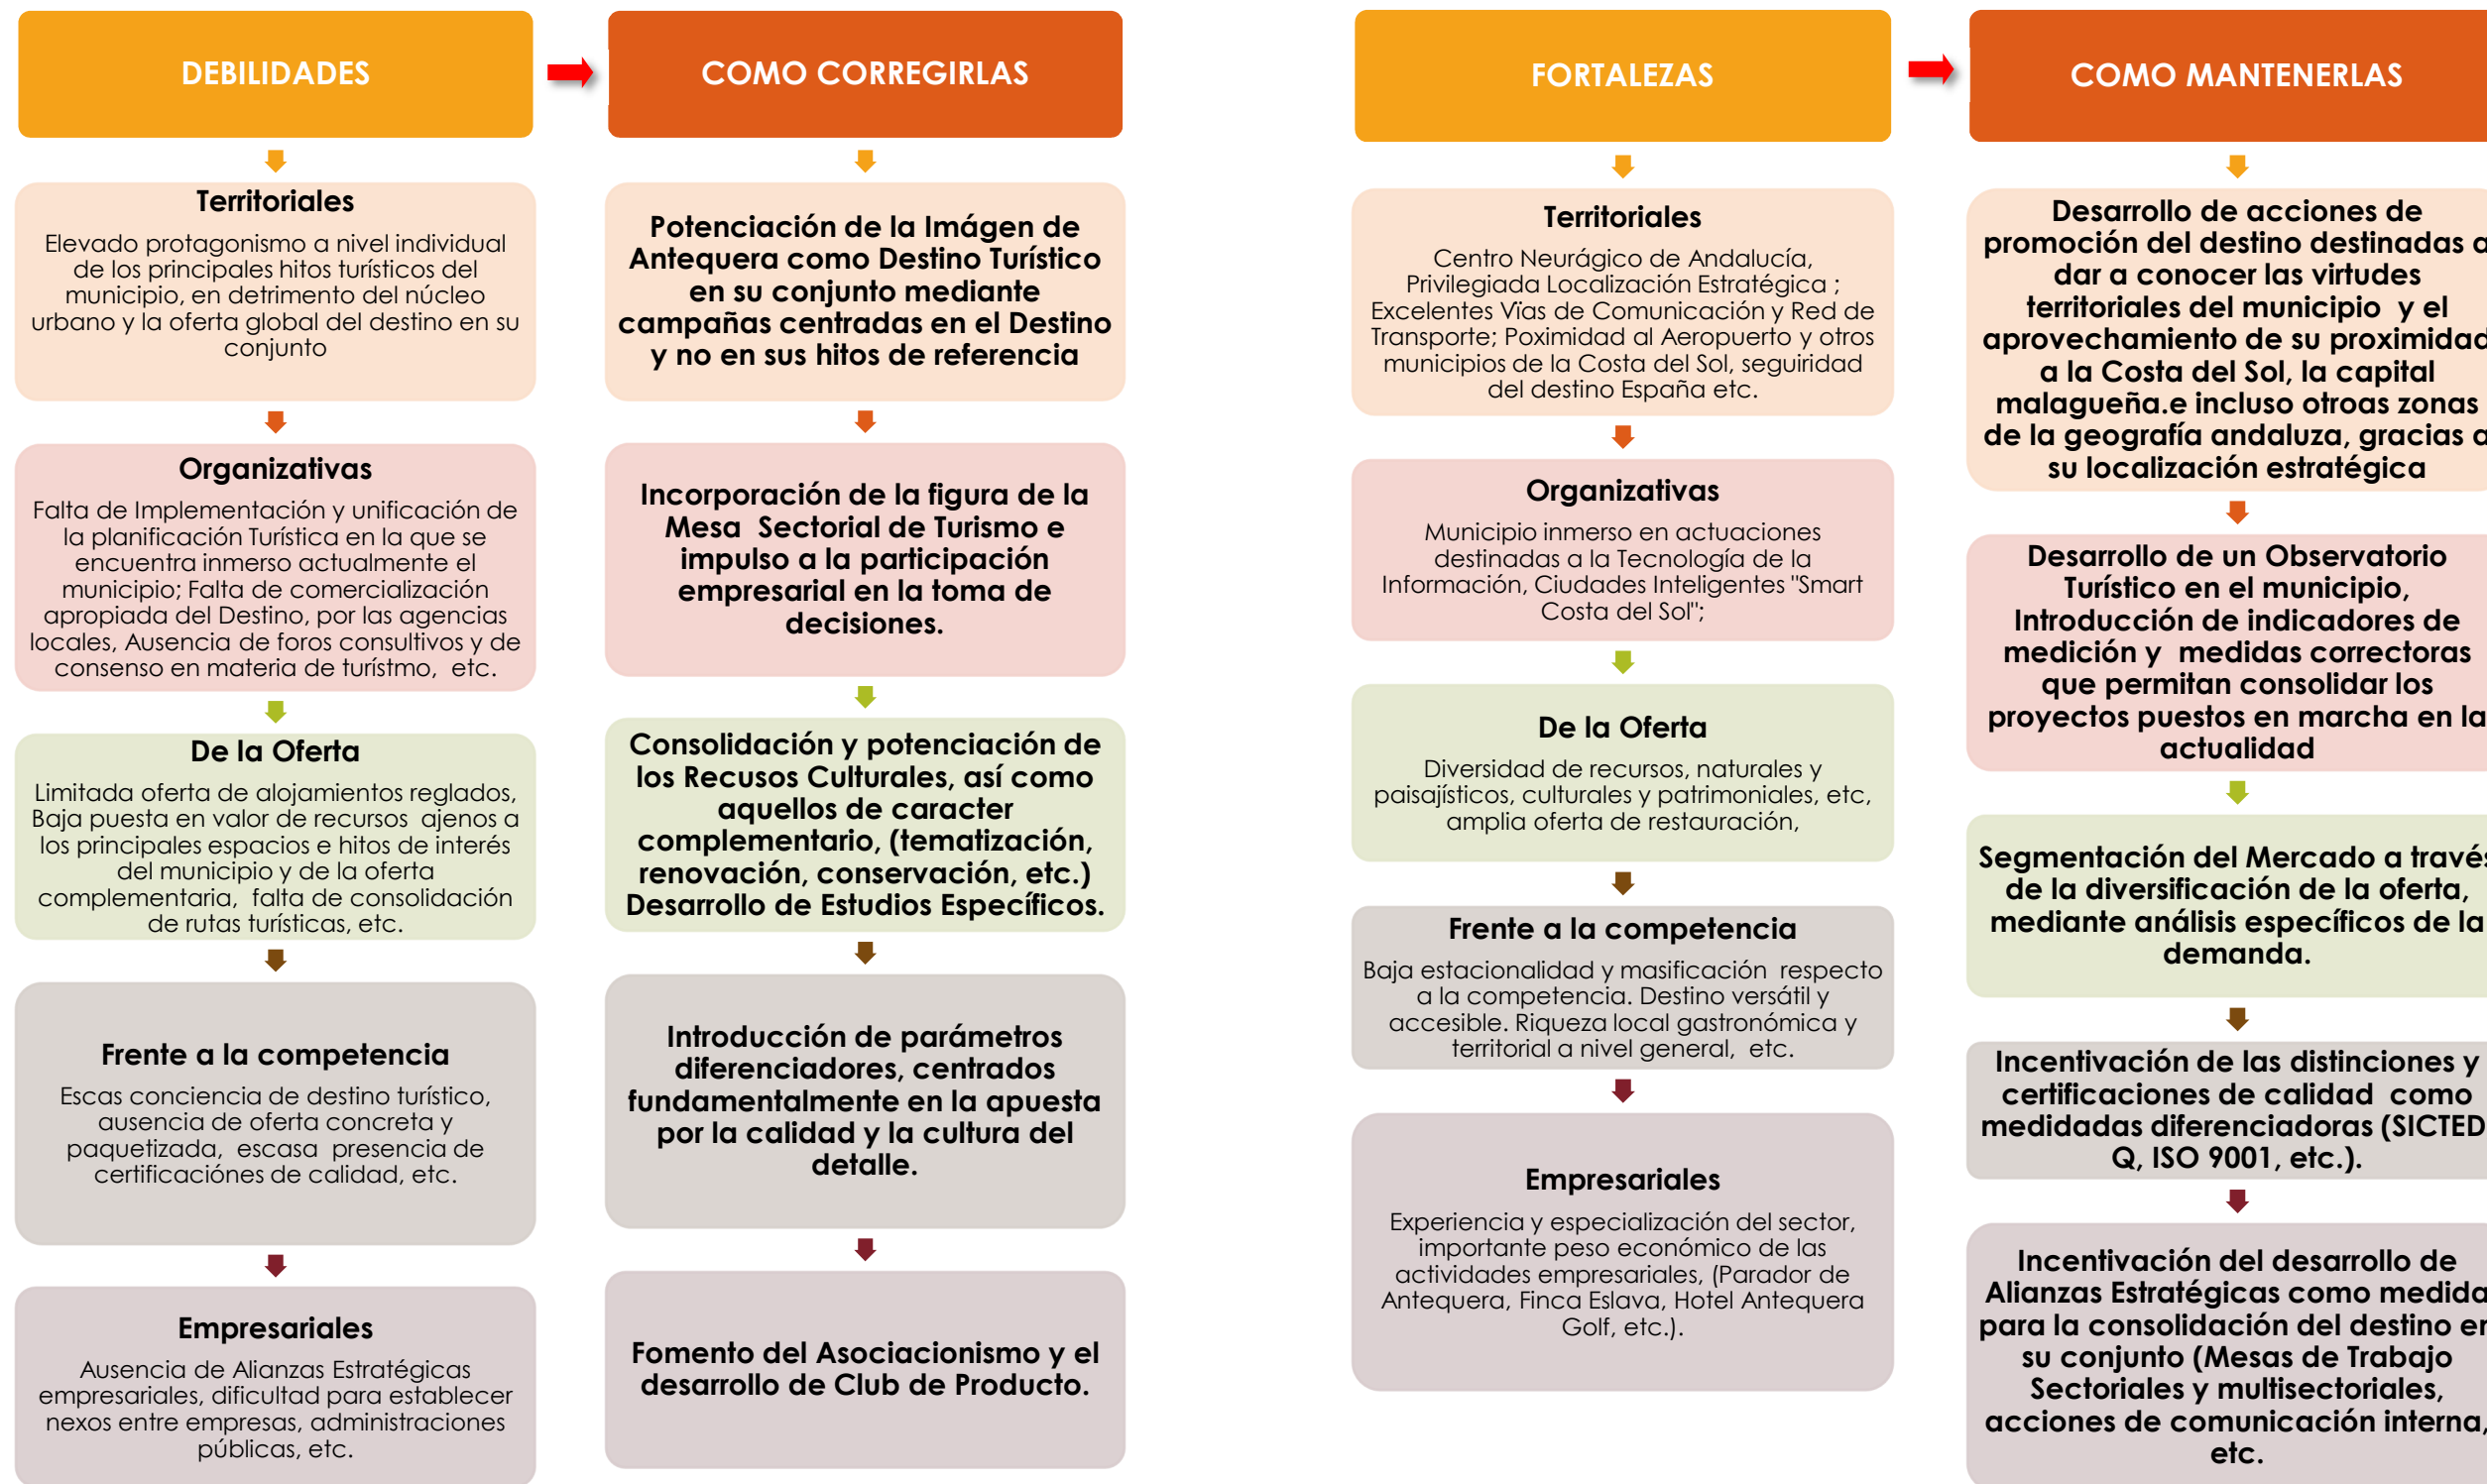 DEBILIDADES
Territoriales
Elevado protagonismo a nivel individual
de los principales hitos turísticos del
municipio, en detrimento del núcleo
urbano y la oferta global del destino en su
conjunto
Organizativas
Falta de Implementación y unificación de
la planificación Turística en la que se
encuentra inmerso actualmente el
municipio; Falta de comercialización
apropiada del Destino, por las agencias
locales, Ausencia de foros consultivos y de
consenso en materia de turístmo, etc.
De la Oferta
Limitada oferta de alojamientos reglados,
Baja puesta en valor de recursos ajenos a
los principales espacios e hitos de interés
del municipio y de la oferta
complementaria, falta de consolidación
de rutas turísticas, etc.
Frente a la competencia
Escas conciencia de destino turístico,
ausencia de oferta concreta y
paquetizada, escasa presencia de
certificaciónes de calidad, etc.
Empresariales
Ausencia de Alianzas Estratégicas
empresariales, dificultad para establecer
nexos entre empresas, administraciones
públicas, etc.
COMO CORREGIRLAS
Potenciación de la Imágen de
Antequera como Destino Turístico
en su conjunto mediante
campañas centradas en el Destino
y no en sus hitos de referencia
Incorporación de la figura de la
Mesa Sectorial de Turismo e
impulso a la participación
empresarial en la toma de
decisiones.
Consolidación y potenciación de
los Recusos Culturales, así como
aquellos de caracter
complementario, (tematización,
renovación, conservación, etc.)
Desarrollo de Estudios Específicos.
Introducción de parámetros
diferenciadores, centrados
fundamentalmente en la apuesta
por la calidad y la cultura del
detalle.
Fomento del Asociacionismo y el
desarrollo de Club de Producto.
FORTALEZAS
Territoriales
Centro Neurágico de Andalucía,
Privilegiada Localización Estratégica ;
Excelentes Vías de Comunicación y Red de
Transporte; Poximidad al Aeropuerto y otros
municipios de la Costa del Sol, seguiridad
del destino España etc.
Organizativas
Municipio inmerso en actuaciones
destinadas a la Tecnología de la
Información, Ciudades Inteligentes "Smart
Costa del Sol";
De la Oferta
Diversidad de recursos, naturales y
paisajísticos, culturales y patrimoniales, etc,
amplia oferta de restauración,
Frente a la competencia
Baja estacionalidad y masificación respecto
a la competencia. Destino versátil y
accesible. Riqueza local gastronómica y
territorial a nivel general, etc.
Empresariales
Experiencia y especialización del sector,
importante peso económico de las
actividades empresariales, (Parador de
Antequera, Finca Eslava, Hotel Antequera
Golf, etc.).
COMO MANTENERLAS
Desarrollo de acciones de
promoción del destino destinadas a
dar a conocer las virtudes
territoriales del municipio y el
aprovechamiento de su proximidad
a la Costa del Sol, la capital
malagueña.e incluso otroas zonas
de la geografía andaluza, gracias a
su localización estratégica
Desarrollo de un Observatorio
Turístico en el municipio,
Introducción de indicadores de
medición y medidas correctoras
que permitan consolidar los
proyectos puestos en marcha en la
actualidad
Segmentación del Mercado a través
de la diversificación de la oferta,
mediante análisis específicos de la
demanda.
Incentivación de las distinciones y
certificaciones de calidad como
medidadas diferenciadoras (SICTED
Q, ISO 9001, etc.).
Incentivación del desarrollo de
Alianzas Estratégicas como medida
para la consolidación del destino en
su conjunto (Mesas de Trabajo
Sectoriales y multisectoriales,
acciones de comunicación interna,
etc.